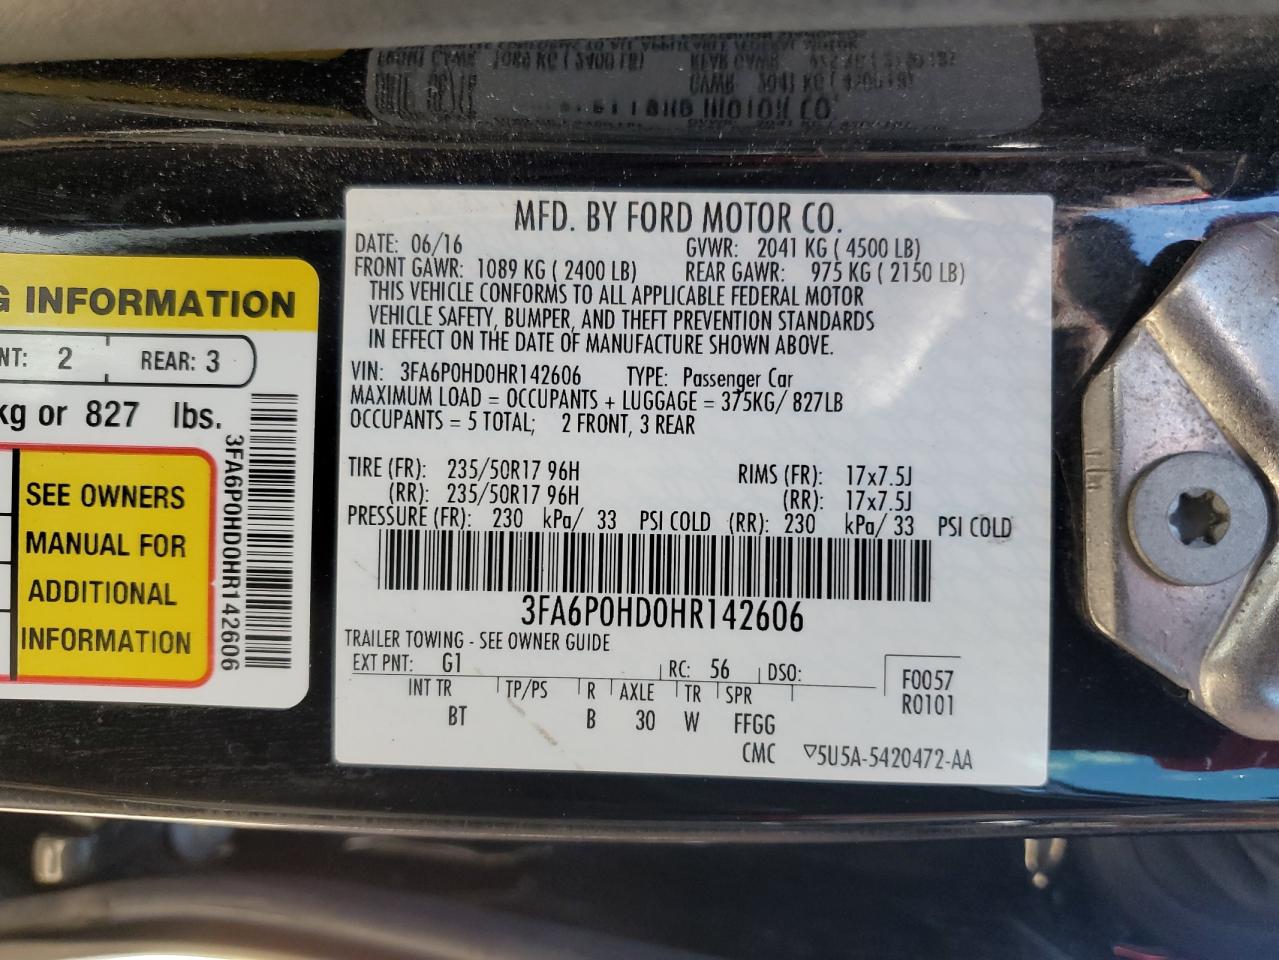 MFD. BY FORD MOTOR CO.
DATE: 06/16 GVWR: 2041 KG ( 4500 LB)
FRONT GAWR: 1089 KG ( 2400 LB) REAR GAWR: 975 KG ( 2150 LB)
THIS VEHICLE CONFORMS TO ALL APPLICABLE FEDERAL MOTOR
VEHICLE SAFETY, BUMPER, AND THEFT PREVENTION STANDARDS
IN EFFECT ON THE DATE OF MANUFACTURE SHOWN ABOVE.
VIN: 3FA6P0HD0HR142606 TYPE: Passenger Car
MAXIMUM LOAD = OCCUPANTS + LUGGAGE = 375KG/ 827LB
OCCUPANTS = 5 TOTAL; 2 FRONT, 3 REAR
TIRE (FR): 235/50R17 96H RIMS (FR): 17x7.5J
(RR): 235/50R17 96H (RR): 17x7.5J
PRESSURE (FR): 230 kPa/ 33 PSI COLD (RR): 230 kPa/ 33 PSI COLD
3FA6P0HD0HR142606
TRAILER TOWING - SEE OWNER GUIDE
EXT PNT: G1 RC: 56 DSO:
F0057
R0101
INT TR TP/PS R AXLE TR SPR
BT B 30 W FFGG
CMC ▽5U5A-5420472-AA
INFORMATION
2 REAR: 3
kg or 827 lbs.
SEE OWNERS
MANUAL FOR
ADDITIONAL
INFORMATION
3FA6P0HD0HR142606